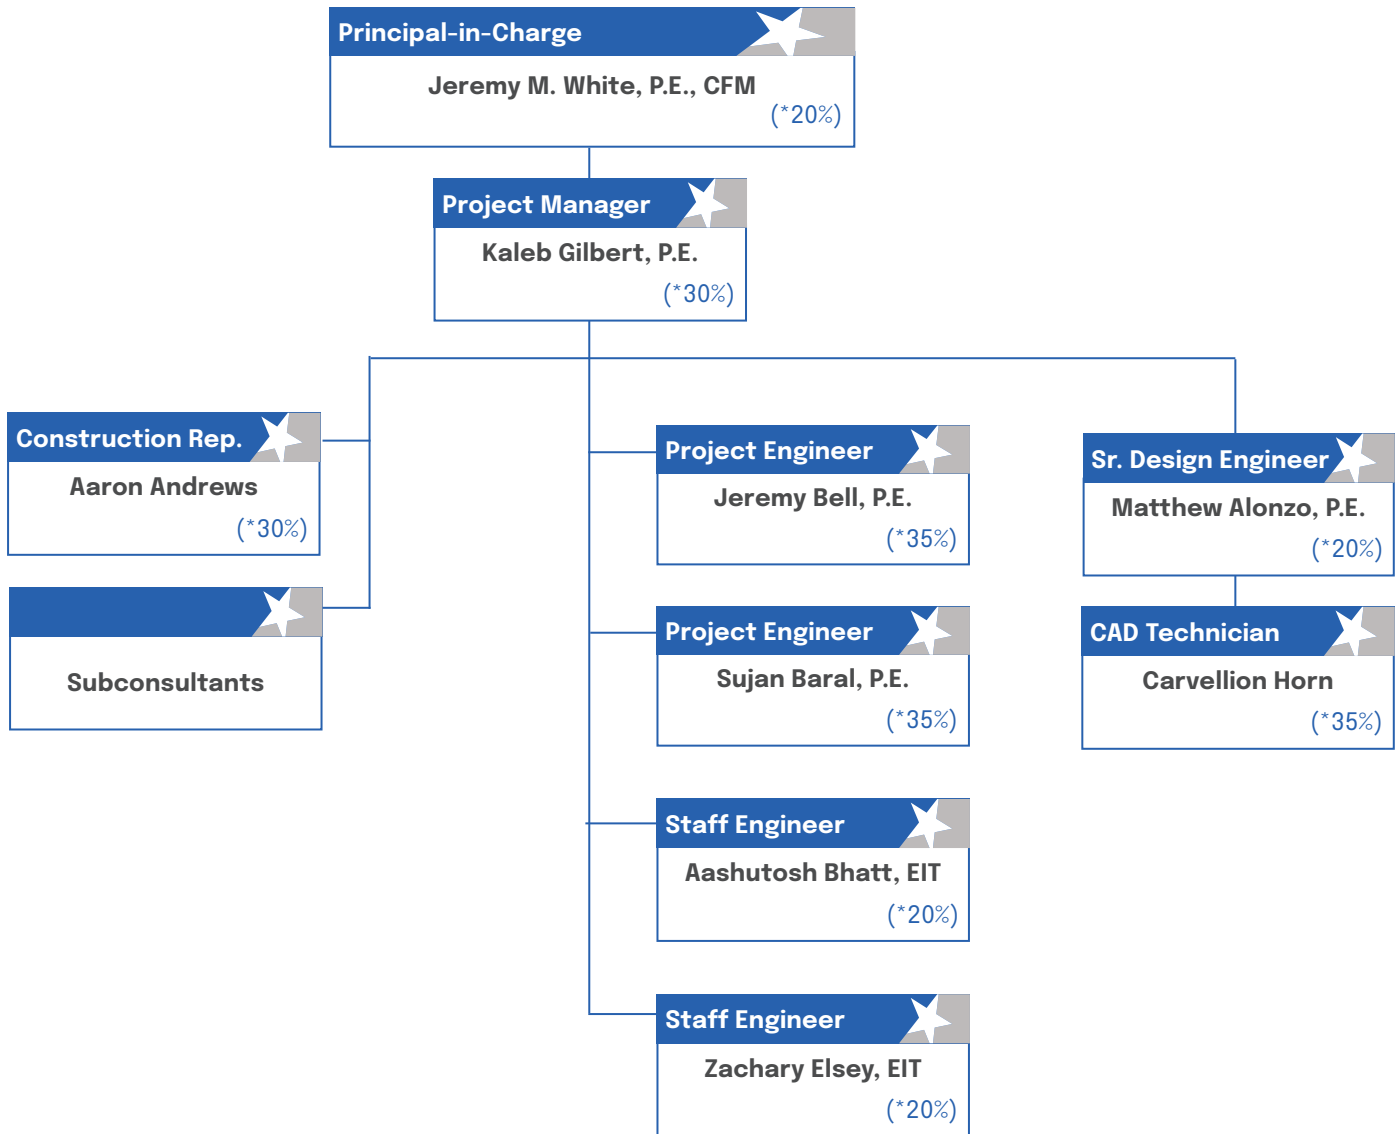 Principal-in-Charge
Jeremy M. White, P.E., CFM
(*20%)
Project Manager
Kaleb Gilbert, P.E.
(*30%)
Construction Rep.
Aaron Andrews
(*30%)
Subconsultants
Project Engineer
Jeremy Bell, P.E.
(*35%)
Project Engineer
Sujan Baral, P.E.
(*35%)
Staff Engineer
Aashutosh Bhatt, EIT
(*20%)
Staff Engineer
Zachary Elsey, EIT
(*20%)
Sr. Design Engineer
Matthew Alonzo, P.E.
(*20%)
CAD Technician
Carvellion Horn
(*35%)